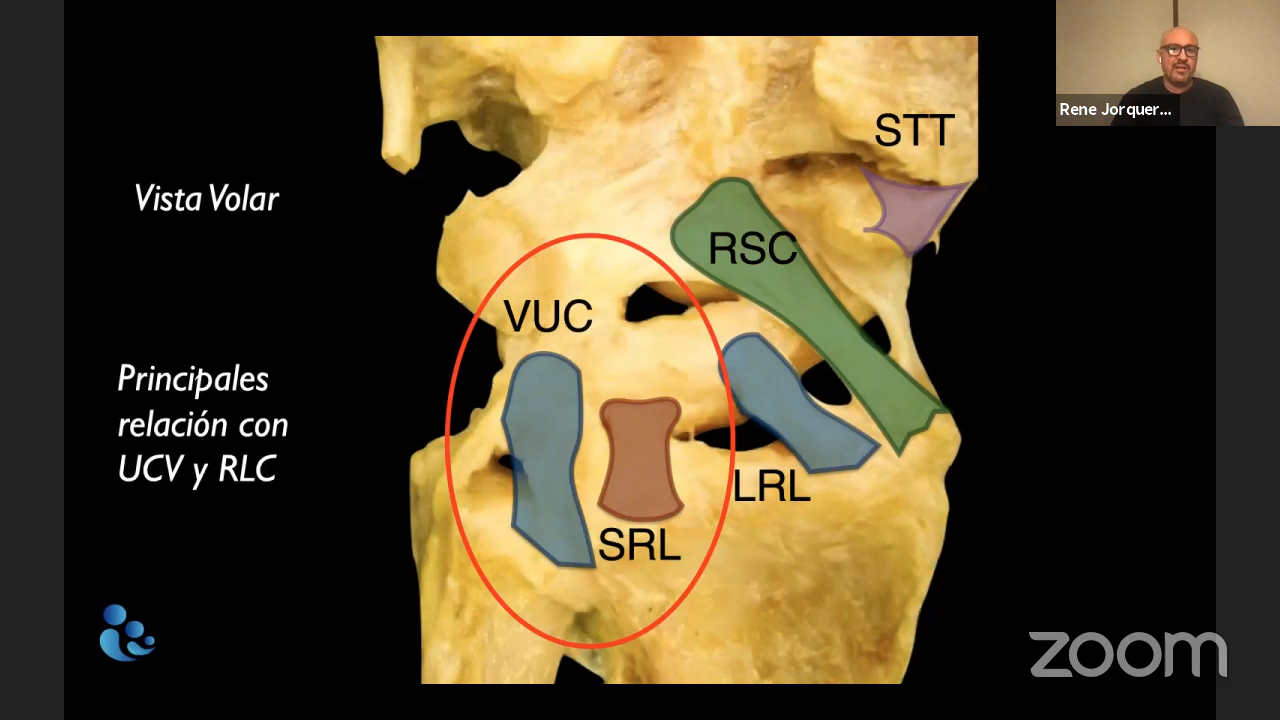 Rene Jorquer...
STT
Vista Volar
RSC
VUC
Principales
relación con
UCV y RLC
LRL
SRL
zoom